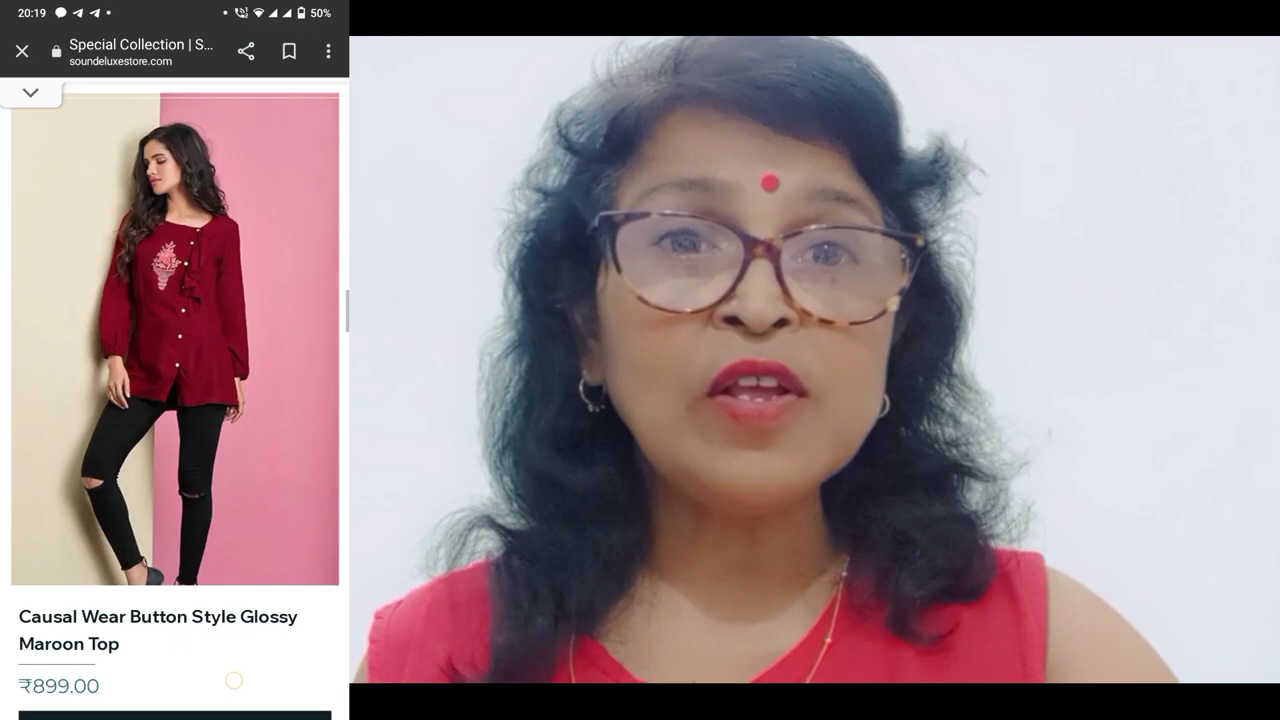 20:19
50%
Special Collection | S...
soundeluxestore.com
Causal Wear Button Style Glossy
Maroon Top
₹899.00